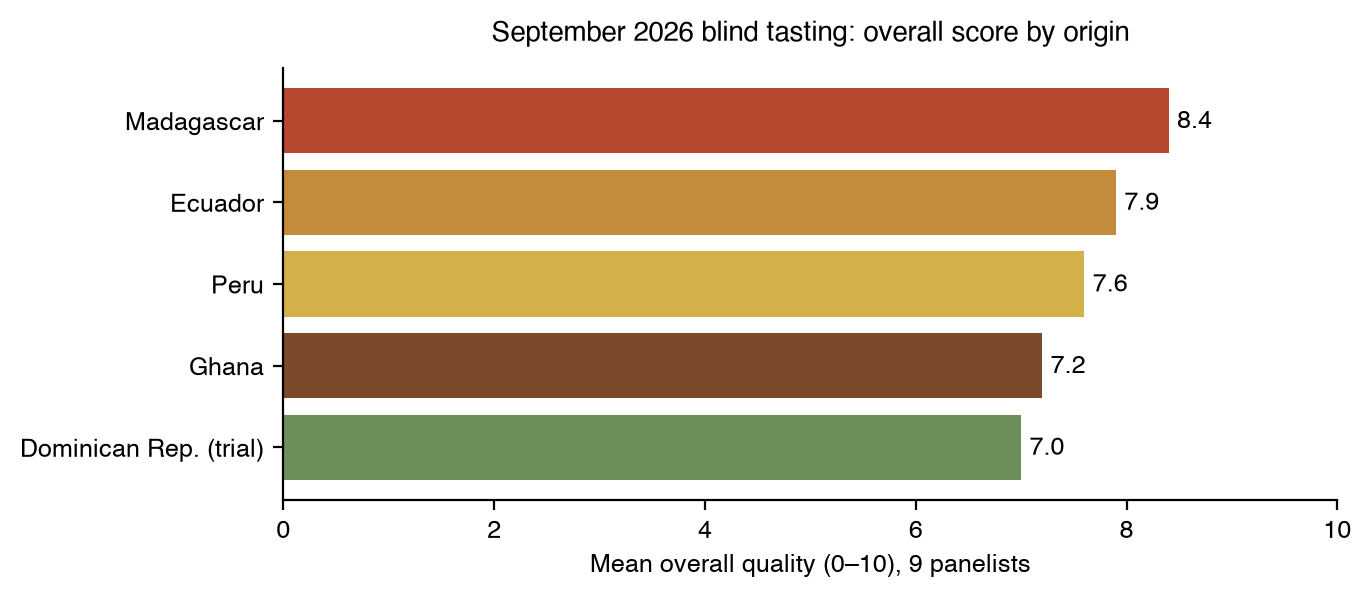 September 2026 blind tasting: overall score by origin
Madagascar 8.4
Ecuador 7.9
Peru 7.6
Ghana 7.2
Dominican Rep. (trial) 7.0
0 2 4 6 8 10
Mean overall quality (0–10), 9 panelists